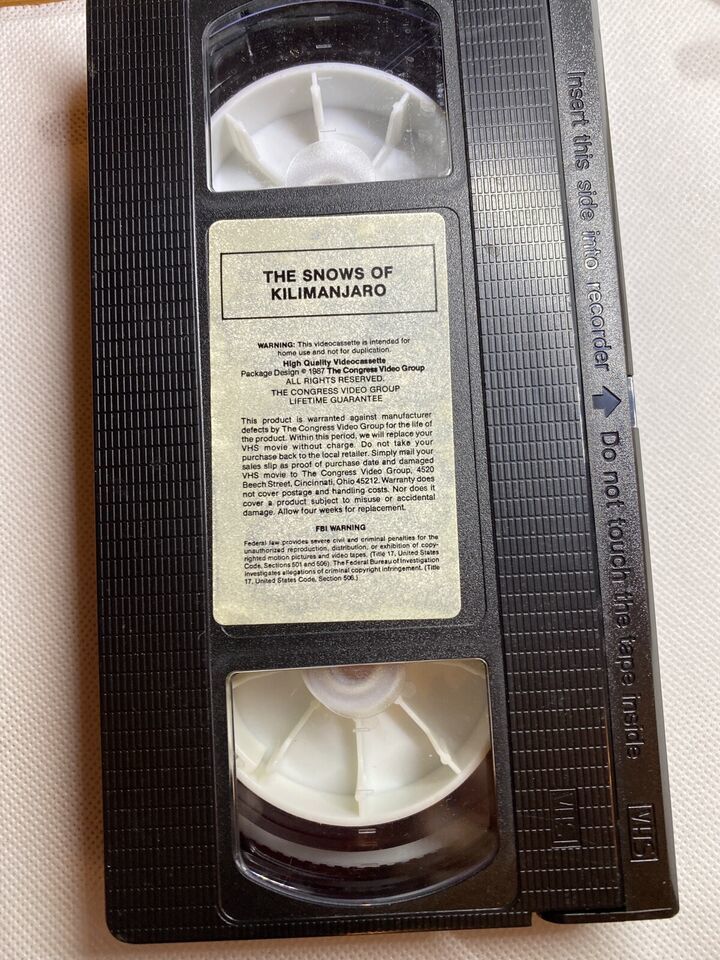 THE SNOWS OF
KILIMANJARO
WARNING: This videocassette is intended for
home use and not for duplication.
High Quality Videocassette
Package Design © 1987 The Congress Video Group
ALL RIGHTS RESERVED.
THE CONGRESS VIDEO GROUP
LIFETIME GUARANTEE
This product is warranted against manufacturer
defects by The Congress Video Group for the life of
the product. Within this period, we will replace your
VHS movie without charge. Do not take your
purchase back to the local retailer. Simply mail your
sales slip as proof of purchase date and damaged
VHS movie to The Congress Video Group, 4520
Beech Street, Cincinnati, Ohio 45212. Warranty does
not cover postage and handling costs. Nor does it
cover a product subject to misuse or accidental
damage. Allow four weeks for replacement.
FBI WARNING
Federal law provides severe civil and criminal penalties for the
unauthorized reproduction, distribution, or exhibition of copy-
righted motion pictures and video tapes. (Title 17, United States
Code, Sections 501 and 506). The Federal Bureau of Investigation
investigates allegations of criminal copyright infringement. (Title
17, United States Code, Section 506.)
Insert this side into recorder ⬆ Do not touch the tape inside
VHS
VHS